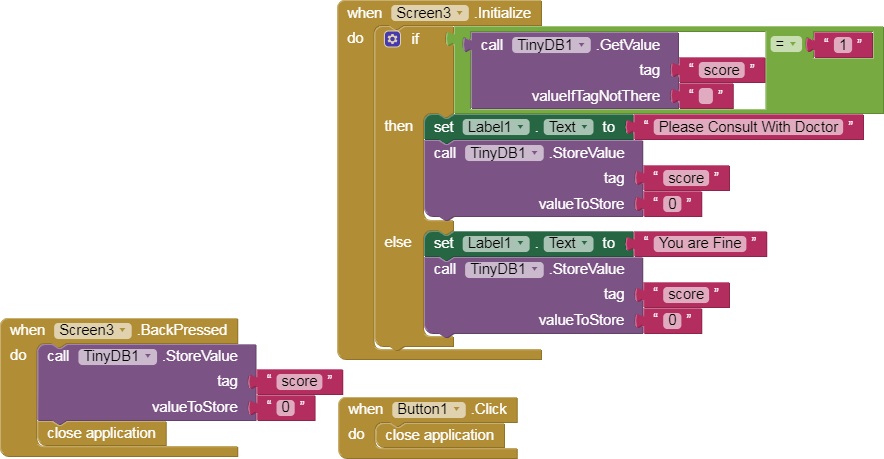 when Screen3 .Initialize
do if call TinyDB1 .GetValue = " 1 "
tag " score "
valueIfTagNotThere " "
then set Label1 . Text to " Please Consult With Doctor "
call TinyDB1 .StoreValue
tag " score "
valueToStore " 0 "
else set Label1 . Text to " You are Fine "
call TinyDB1 .StoreValue
tag " score "
valueToStore " 0 "
when Screen3 .BackPressed
do call TinyDB1 .StoreValue
tag " score "
valueToStore " 0 "
close application
when Button1 .Click
do close application